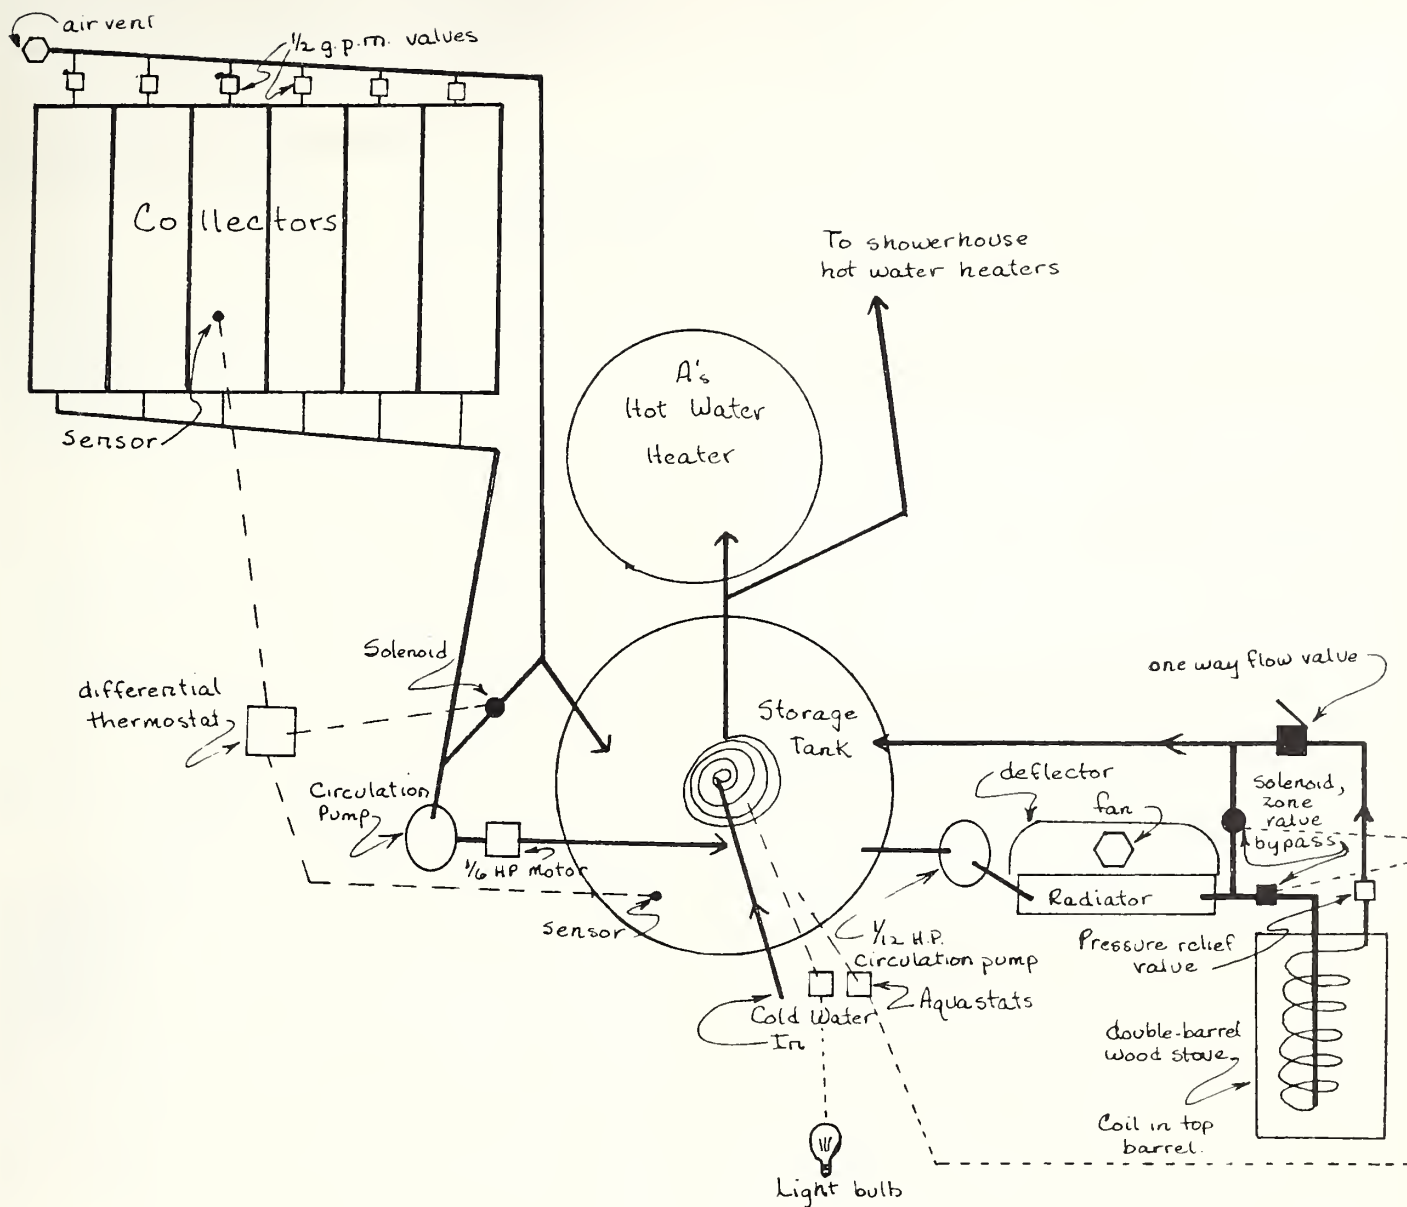 air vent
1/2 g.p.m. values
Collectors
To showerhouse
hot water heaters
A's
Hot Water
Heater
Sensor
Solenoid
one way flow value
differential
thermostat
Storage
Tank
deflector
fan
Solenoid,
zone
value
bypass
Circulation
Pump
1/6 HP motor
Radiator
Sensor
1/12 H.P.
Circulation pump
Pressure relief
value
Aquastats
Cold Water
In
double-barrel
wood stove
Coil in top
barrel.
Light bulb